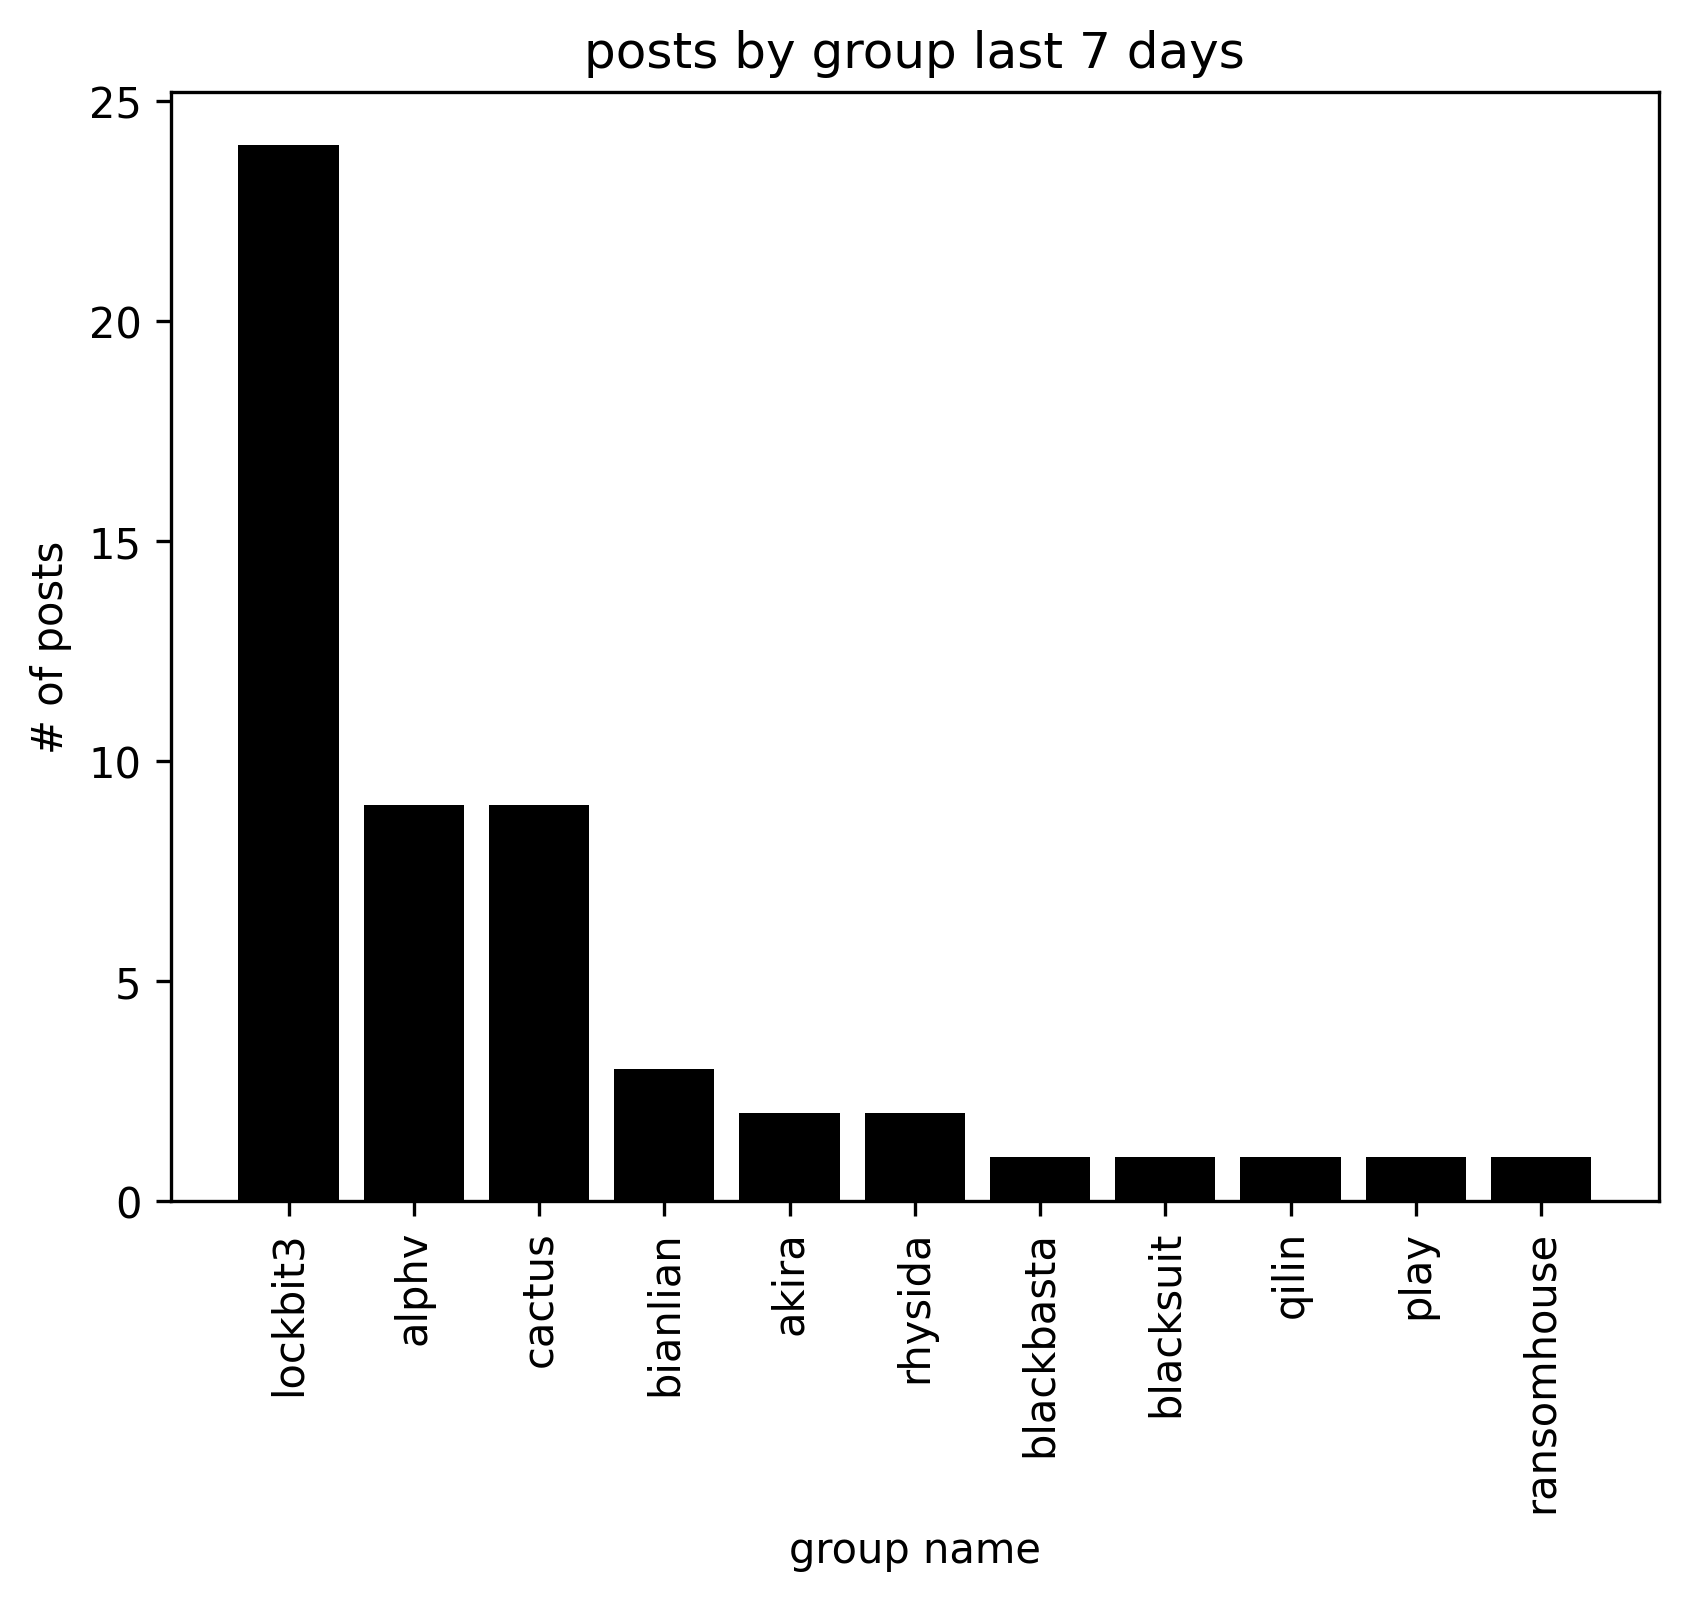 posts by group last 7 days
25
20
15
10
5
0
# of posts
lockbit3
alphv
cactus
bianlian
akira
rhysida
blackbasta
blacksuit
qilin
play
ransomhouse
group name